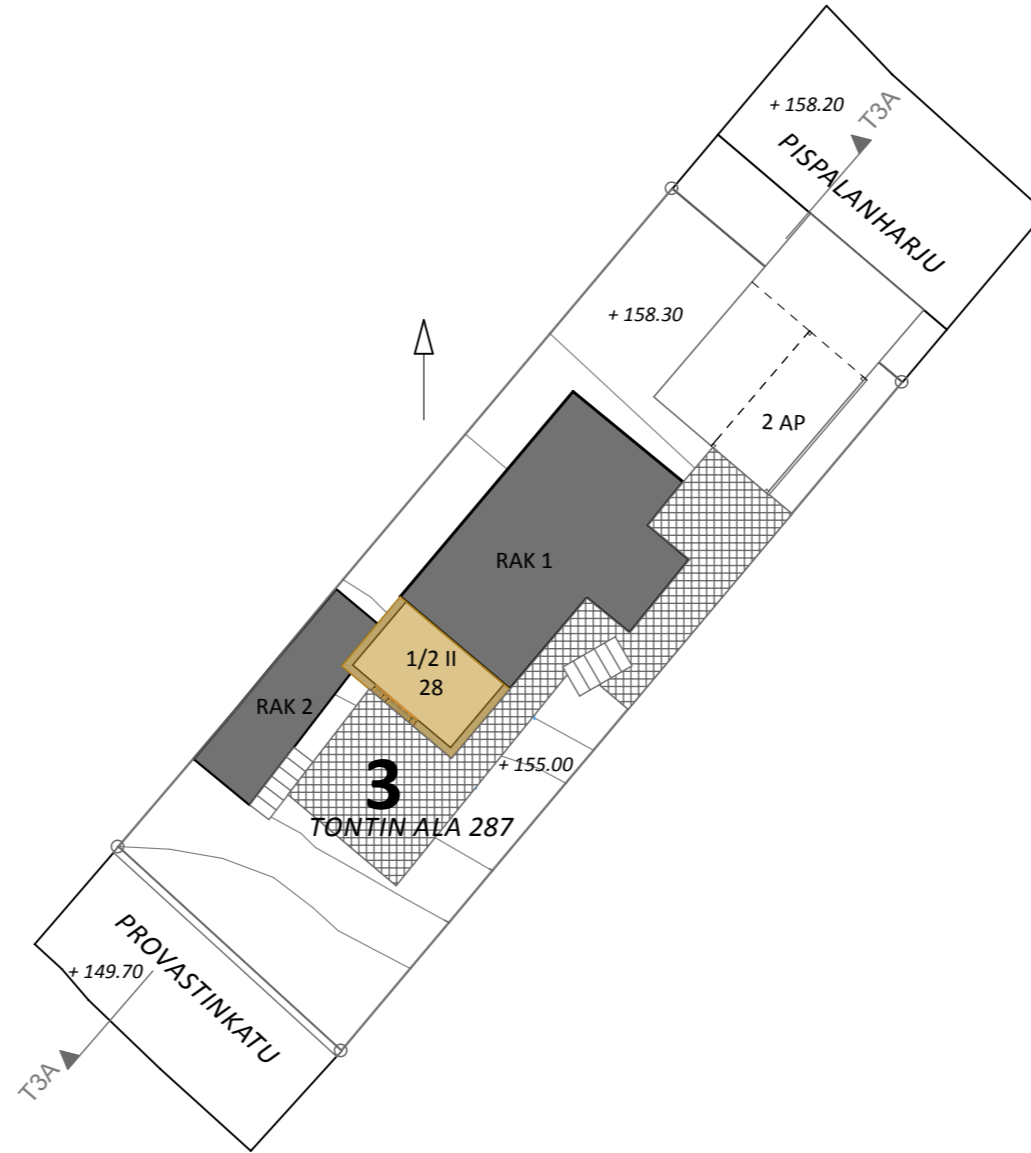 + 158.20
T3A
PISPALANHARJU
+ 158.30
2 AP
RAK 1
1/2 II
28
RAK 2
+ 155.00
3
TONTIN ALA 287
PROVASTINKATU
+ 149.70
T3A